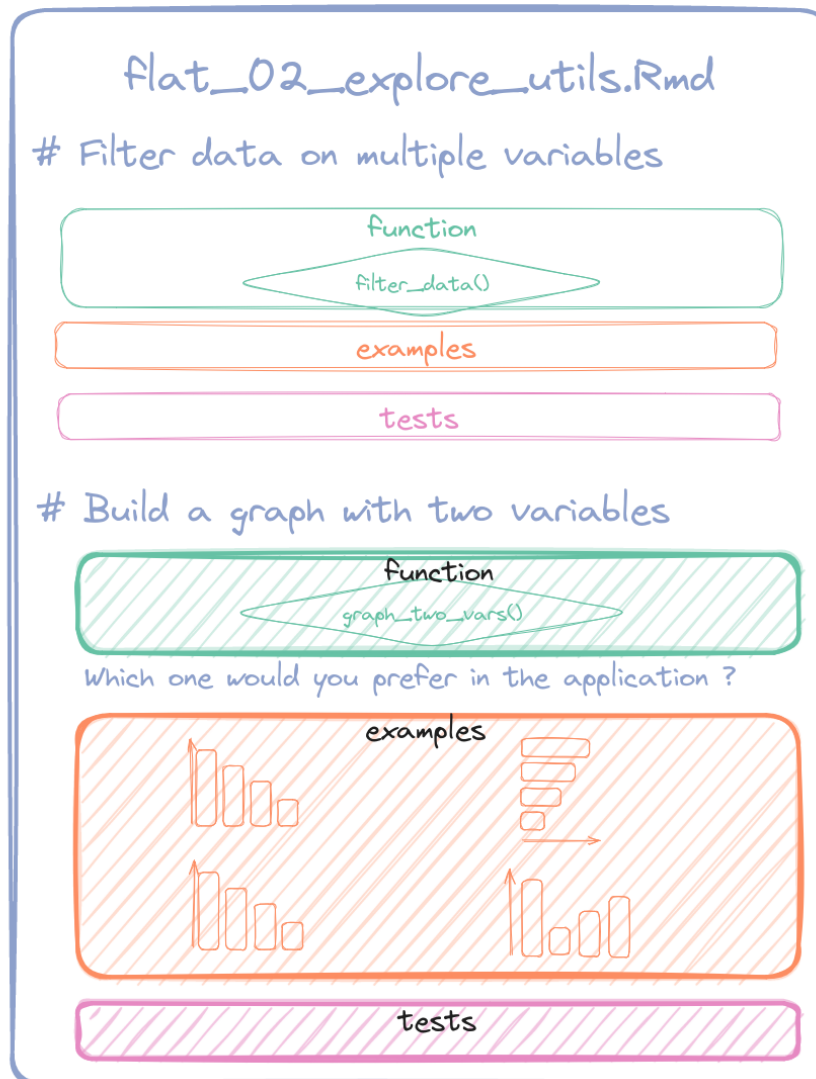 flat_02_explore_utils.Rmd
# Filter data on multiple variables
function
filter_data()
examples
tests
# Build a graph with two variables
function
graph_two_vars()
Which one would you prefer in the application ?
examples
tests